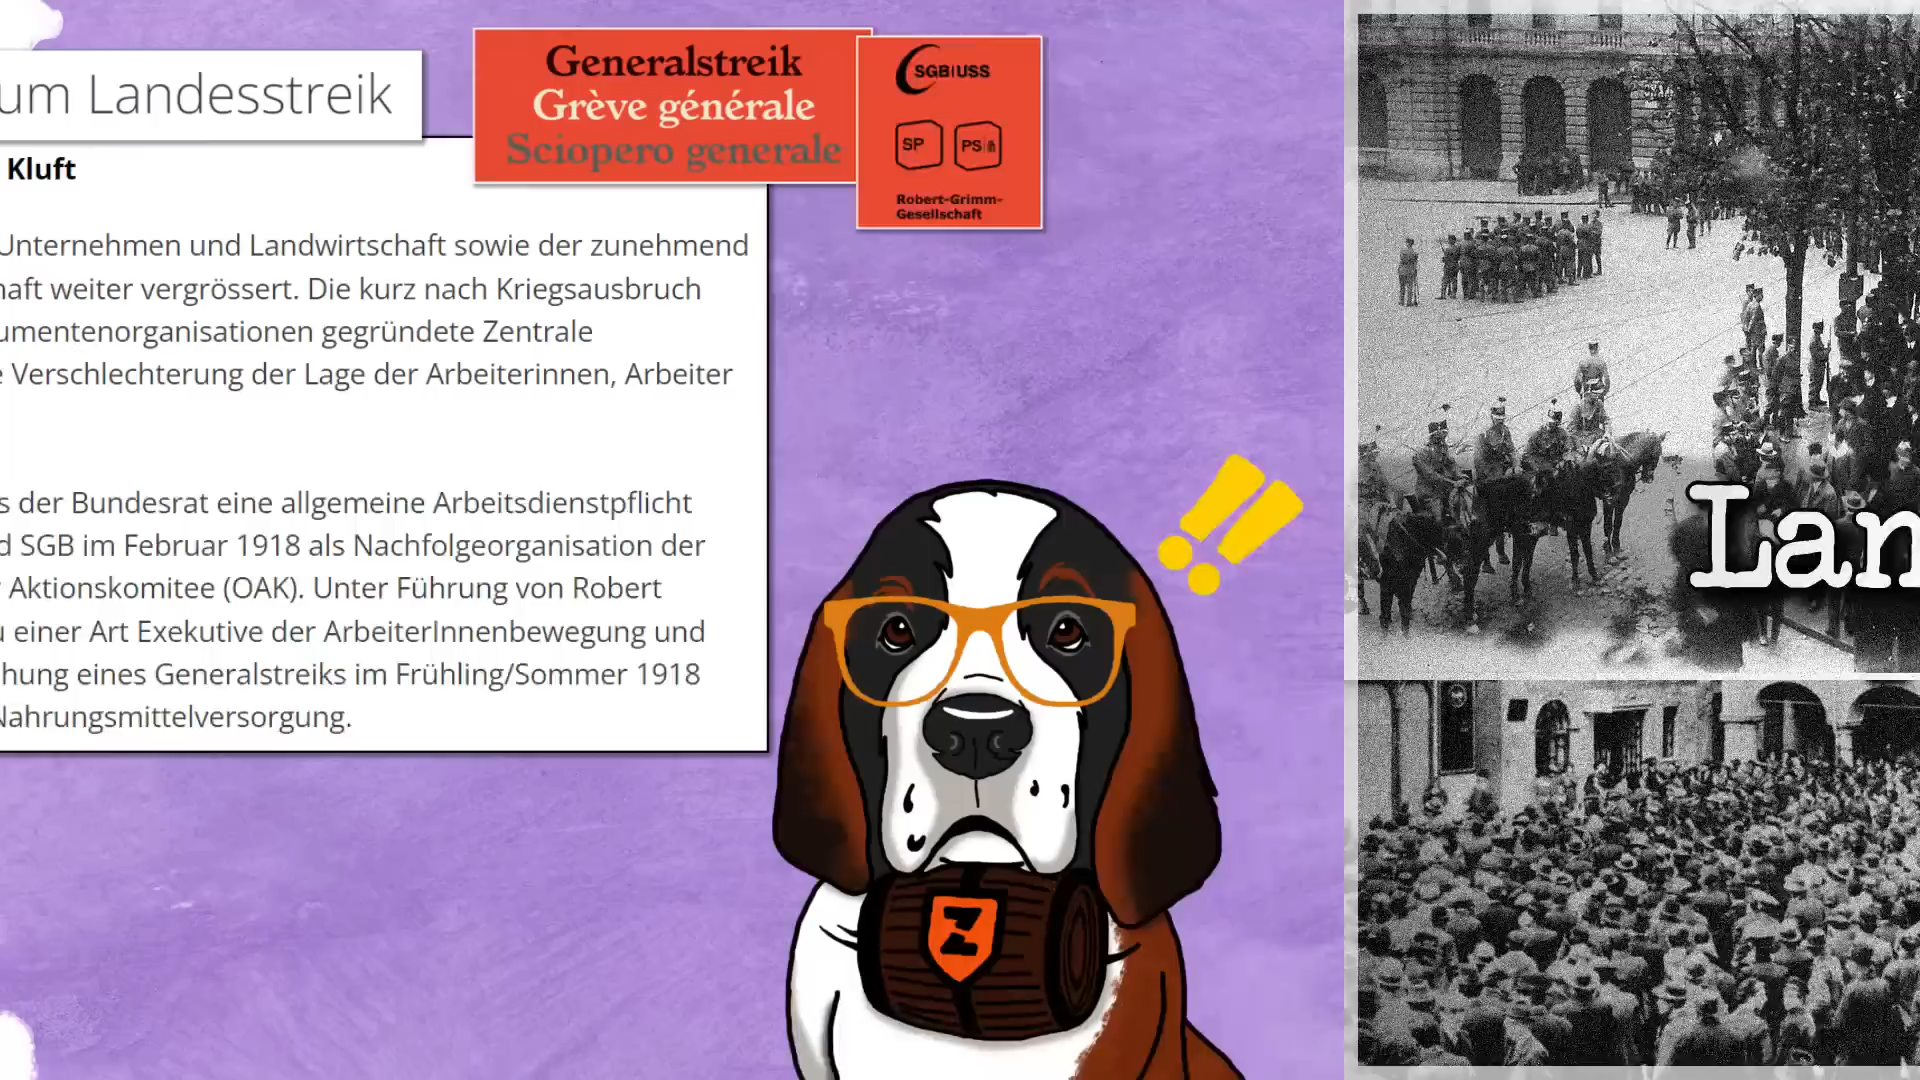 um Landesstreik
Kluft
Unternehmen und Landwirtschaft sowie der zunehmend
haft weiter vergrössert. Die kurz nach Kriegsausbruch
umentenorganisationen gegründete Zentrale
e Verschlechterung der Lage der Arbeiterinnen, Arbeiter
s der Bundesrat eine allgemeine Arbeitsdienstpflicht
d SGB im Februar 1918 als Nachfolgeorganisation der
r Aktionskomitee (OAK). Unter Führung von Robert
u einer Art Exekutive der ArbeiterInnenbewegung und
hung eines Generalstreiks im Frühling/Sommer 1918
Nahrungsmittelversorgung.
Generalstreik
Grève générale
Sciopero generale
SGB|USS
SP
PS
Robert-Grimm-
Gesellschaft
Z
Lan